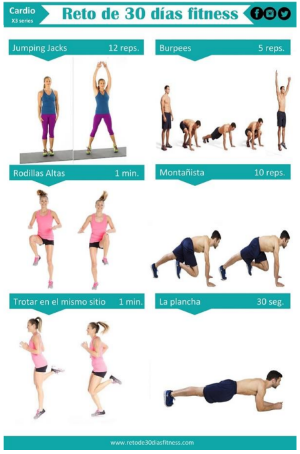 Cardio
X3 series
Reto de 30 días fitness
Jumping Jacks 12 reps.
Burpees 5 reps.
Rodillas Altas 1 min.
Montañista 10 reps.
Trotar en el mismo sitio 1 min.
La plancha 30 seg.
www.retode30diasfitness.com